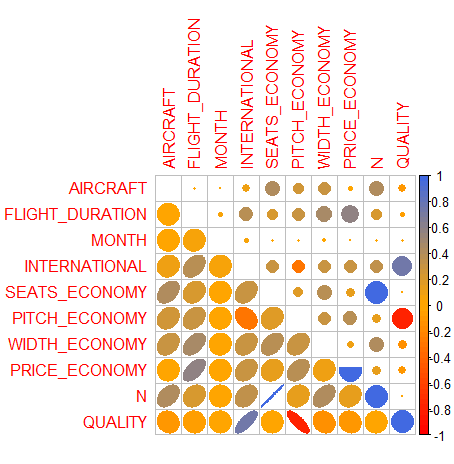 AIRCRAFT
FLIGHT_DURATION
MONTH
INTERNATIONAL
SEATS_ECONOMY
PITCH_ECONOMY
WIDTH_ECONOMY
PRICE_ECONOMY
N
QUALITY
AIRCRAFT
FLIGHT_DURATION
MONTH
INTERNATIONAL
SEATS_ECONOMY
PITCH_ECONOMY
WIDTH_ECONOMY
PRICE_ECONOMY
N
QUALITY
1
0.8
0.6
0.4
0.2
0
-0.2
-0.4
-0.6
-0.8
-1